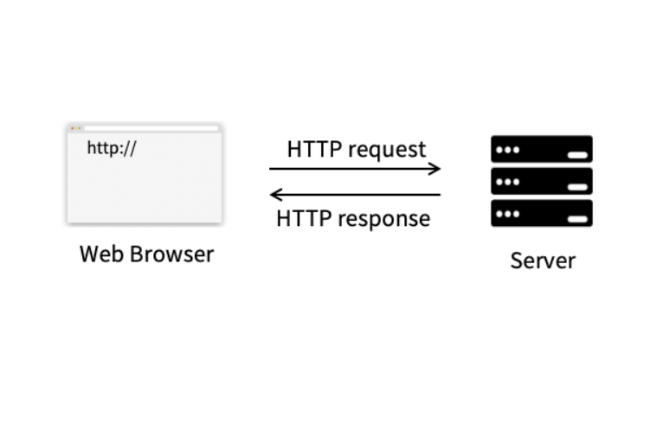 http://
HTTP request
HTTP response
Web Browser
Server